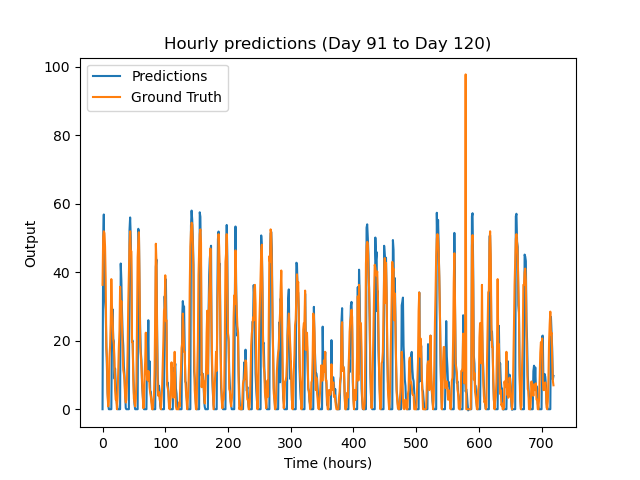 Hourly predictions (Day 91 to Day 120)
Predictions
Ground Truth
100
80
60
40
20
0
Output
0 100 200 300 400 500 600 700
Time (hours)